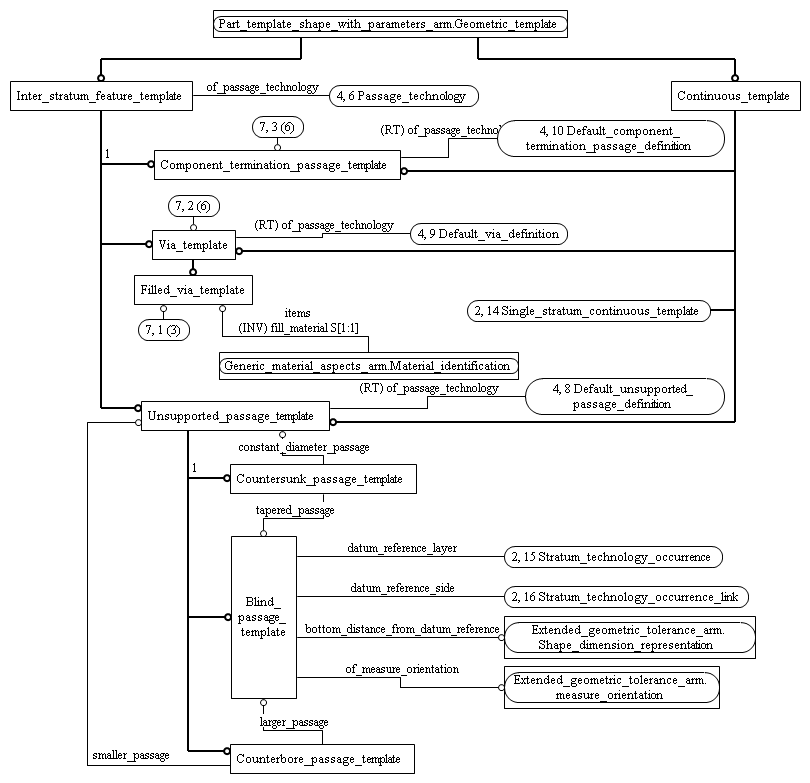 Part_template_shape_with_parameters_arm.Geometric_template
Inter_stratum_feature_template
of_passage_technology
4, 6 Passage_technology
Continuous_template
7, 3 (6)
(RT) of_passage_technol
4, 10 Default_component_
termination_passage_definition
1
Component_termination_passage_template
7, 2 (6)
(RT) of_passage_technology
4, 9 Default_via_definition
Via_template
Filled_via_template
7, 1 (3)
items
(INV) fill_material S[1:1]
2, 14 Single_stratum_continuous_template
Generic_material_aspects_arm.Material_identification
(RT) of_passage_technology
4, 8 Default_unsupported_
passage_definition
Unsupported_passage_template
constant_diameter_passage
1
Countersunk_passage_template
tapered_passage
Blind_
passage_
template
datum_reference_layer
2, 15 Stratum_technology_occurrence
datum_reference_side
2, 16 Stratum_technology_occurrence_link
bottom_distance_from_datum_reference
Extended_geometric_tolerance_arm.
Shape_dimension_representation
of_measure_orientation
Extended_geometric_tolerance_arm.
measure_orientation
larger_passage
smaller_passage
Counterbore_passage_template